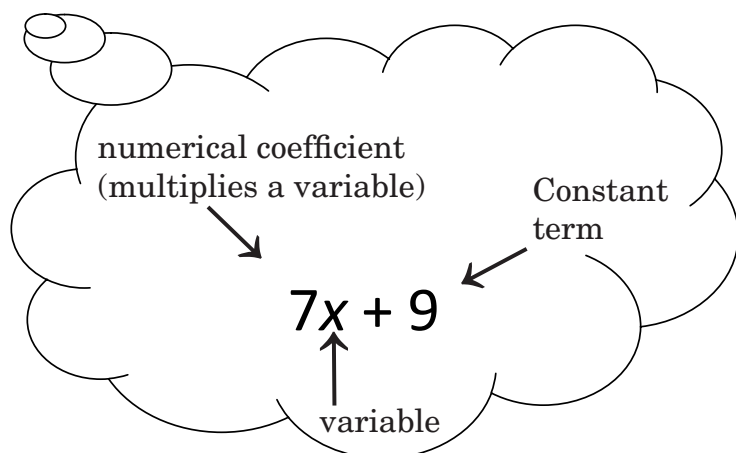 numerical coefficient
(multiplies a variable)
Constant
term
7x + 9
variable